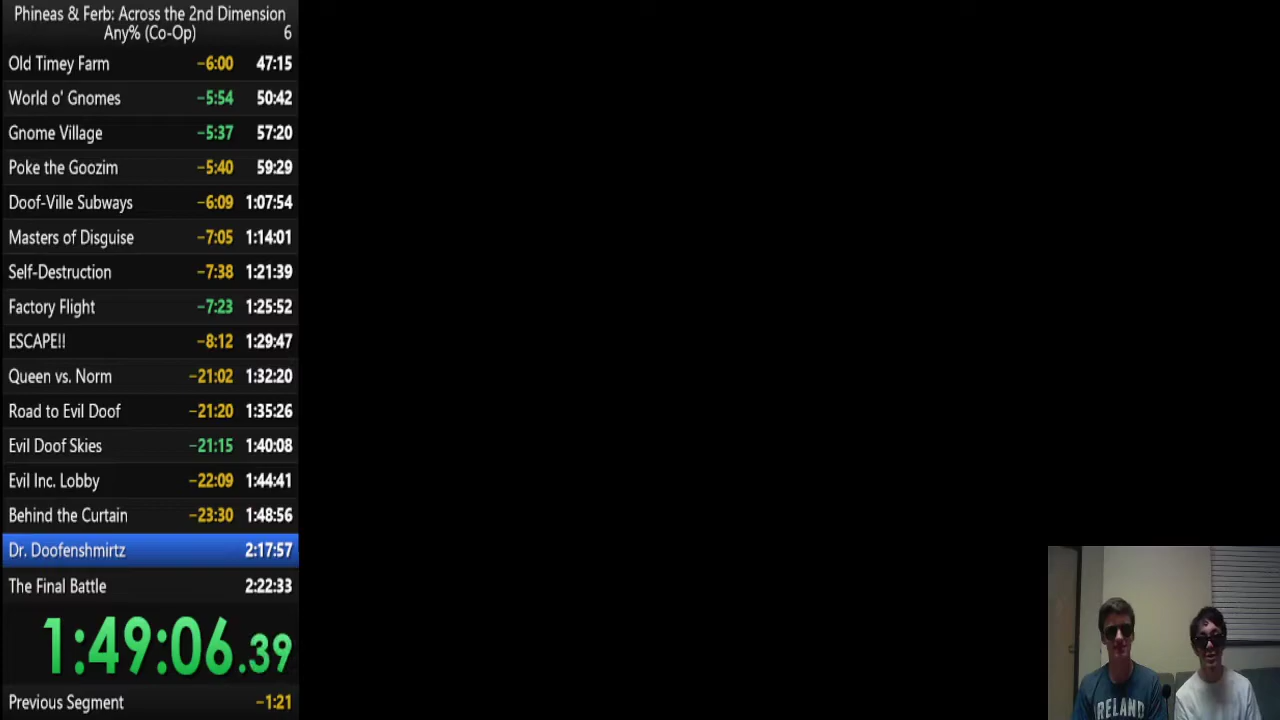 Phineas & Ferb: Across the 2nd Dimension
Any% (Co-Op) 6
Old Timey Farm −6:00 47:15
World o' Gnomes −5:54 50:42
Gnome Village −5:37 57:20
Poke the Goozim −5:40 59:29
Doof-Ville Subways −6:09 1:07:54
Masters of Disguise −7:05 1:14:01
Self-Destruction −7:38 1:21:39
Factory Flight −7:23 1:25:52
ESCAPE!! −8:12 1:29:47
Queen vs. Norm −21:02 1:32:20
Road to Evil Doof −21:20 1:35:26
Evil Doof Skies −21:15 1:40:08
Evil Inc. Lobby −22:09 1:44:41
Behind the Curtain −23:30 1:48:56
Dr. Doofenshmirtz 2:17:57
The Final Battle 2:22:33
1:49:06.39
Previous Segment −1:21
RELAND